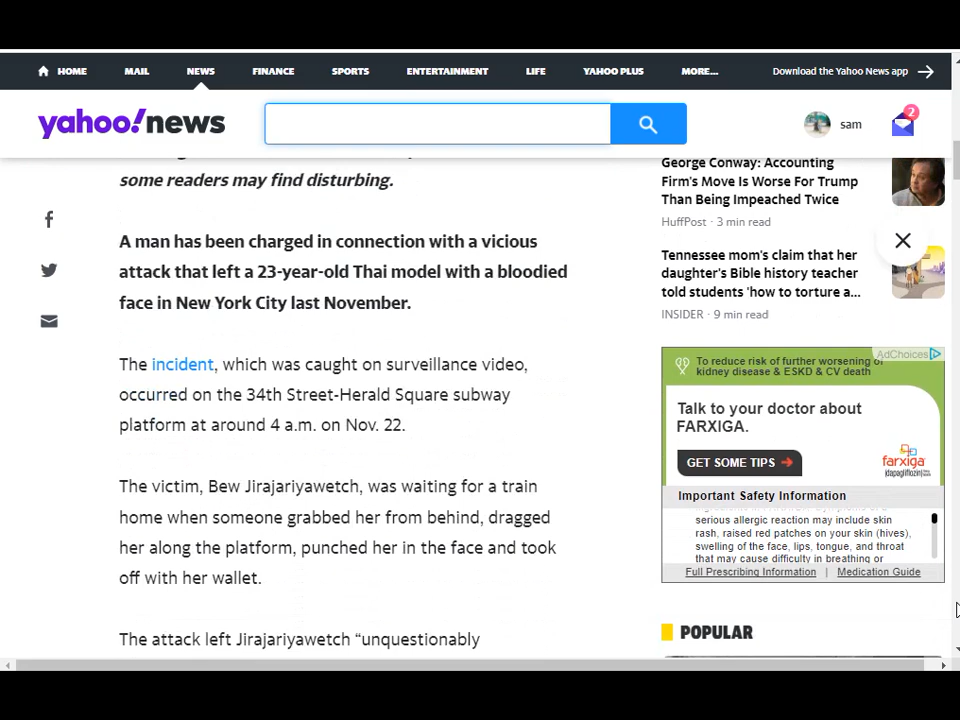 HOME MAIL NEWS FINANCE SPORTS ENTERTAINMENT LIFE YAHOO PLUS MORE... Download the Yahoo News app
yahoo!news
sam
2
some readers may find disturbing.
A man has been charged in connection with a vicious
attack that left a 23-year-old Thai model with a bloodied
face in New York City last November.
The incident, which was caught on surveillance video,
occurred on the 34th Street-Herald Square subway
platform at around 4 a.m. on Nov. 22.
The victim, Bew Jirajariyawetch, was waiting for a train
home when someone grabbed her from behind, dragged
her along the platform, punched her in the face and took
off with her wallet.
The attack left Jirajariyawetch “unquestionably
George Conway: Accounting
Firm's Move Is Worse For Trump
Than Being Impeached Twice
HuffPost · 3 min read
Tennessee mom's claim that her
daughter's Bible history teacher
told students 'how to torture a...
INSIDER · 9 min read
AdChoices
To reduce risk of further worsening of
kidney disease & ESKD & CV death
Talk to your doctor about
FARXIGA.
GET SOME TIPS
farxiga
(dapagliflozin)
Important Safety Information
serious allergic reaction may include skin
rash, raised red patches on your skin (hives),
swelling of the face, lips, tongue, and throat
that may cause difficulty in breathing or
Full Prescribing Information | Medication Guide
POPULAR